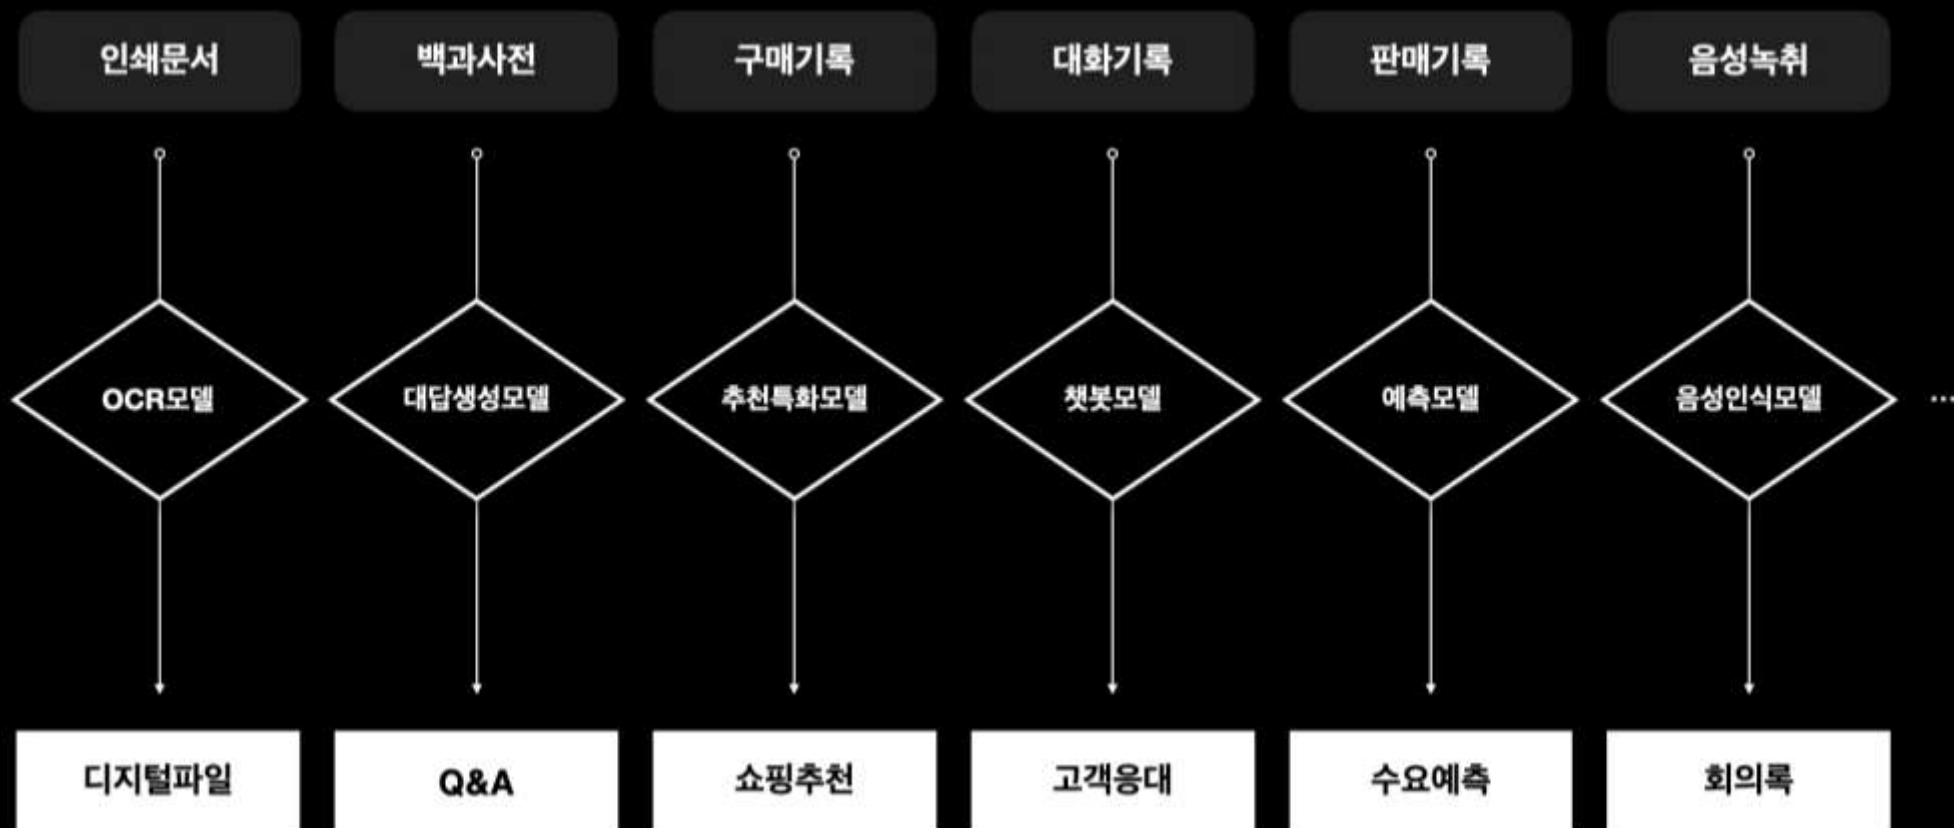 인쇄문서
백과사전
구매기록
대화기록
판매기록
음성녹취
OCR모델
대답생성모델
추천특화모델
챗봇모델
예측모델
음성인식모델
...
디지털파일
Q&A
쇼핑추천
고객응대
수요예측
회의록